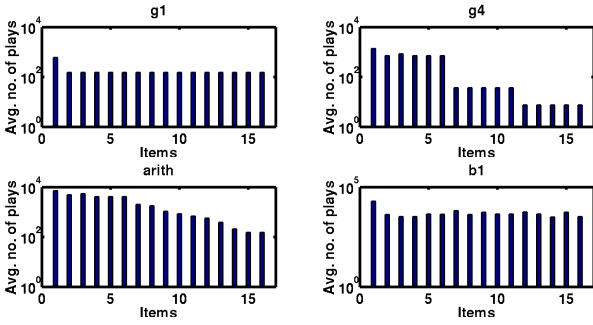 g1
Avg. no. of plays
10^4
10^2
10^0
0 5 10 15
Items
g4
Avg. no. of plays
10^4
10^2
10^0
0 5 10 15
Items
arith
Avg. no. of plays
10^4
10^2
10^0
0 5 10 15
Items
b1
Avg. no. of plays
10^5
10^0
0 5 10 15
Items